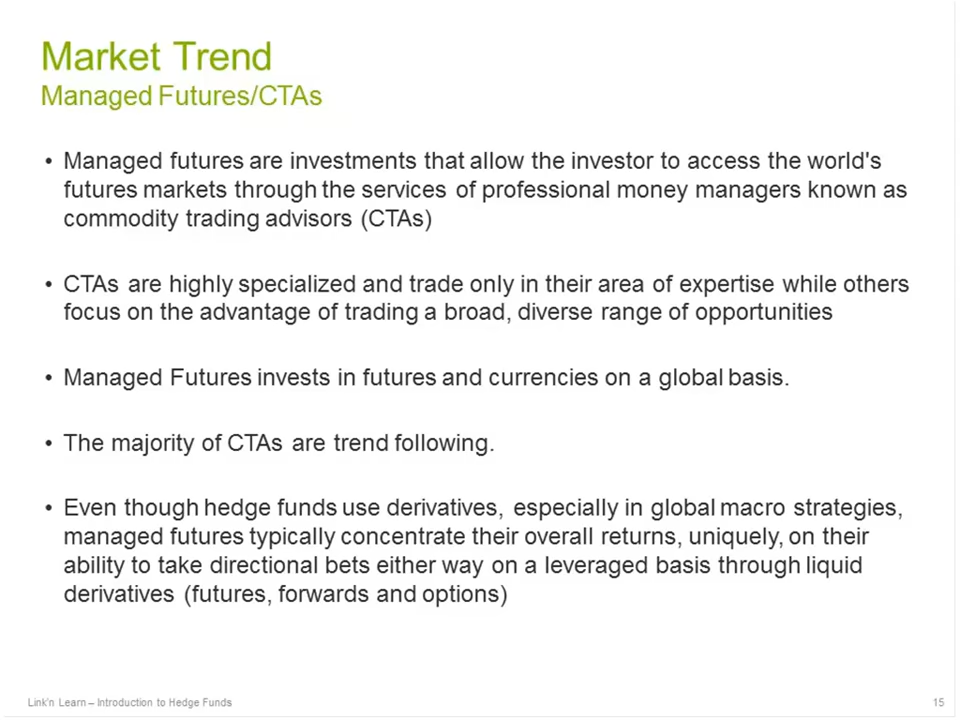 Market Trend
Managed Futures/CTAs
• Managed futures are investments that allow the investor to access the world's
futures markets through the services of professional money managers known as
commodity trading advisors (CTAs)
• CTAs are highly specialized and trade only in their area of expertise while others
focus on the advantage of trading a broad, diverse range of opportunities
• Managed Futures invests in futures and currencies on a global basis.
• The majority of CTAs are trend following.
• Even though hedge funds use derivatives, especially in global macro strategies,
managed futures typically concentrate their overall returns, uniquely, on their
ability to take directional bets either way on a leveraged basis through liquid
derivatives (futures, forwards and options)
Link'n Learn – Introduction to Hedge Funds
15